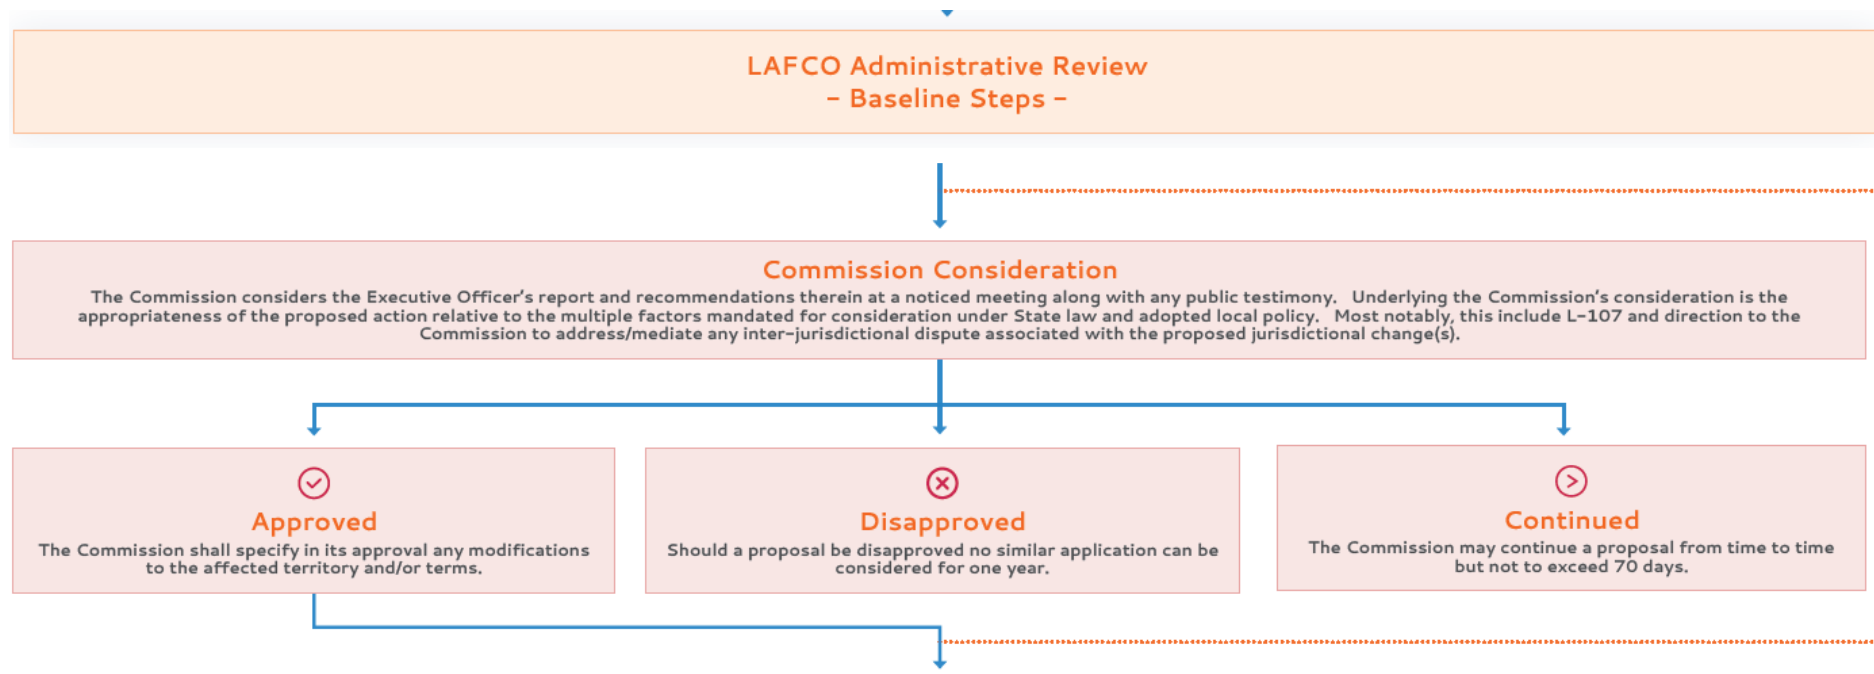 LAFCO Administrative Review
- Baseline Steps -
Commission Consideration
The Commission considers the Executive Officer's report and recommendations therein at a noticed meeting along with any public testimony. Underlying the Commission's consideration is the
appropriateness of the proposed action relative to the multiple factors mandated for consideration under State law and adopted local policy. Most notably, this include L-107 and direction to the
Commission to address/mediate any inter-jurisdictional dispute associated with the proposed jurisdictional change(s).
Approved
The Commission shall specify in its approval any modifications
to the affected territory and/or terms.
Disapproved
Should a proposal be disapproved no similar application can be
considered for one year.
Continued
The Commission may continue a proposal from time to time
but not to exceed 70 days.